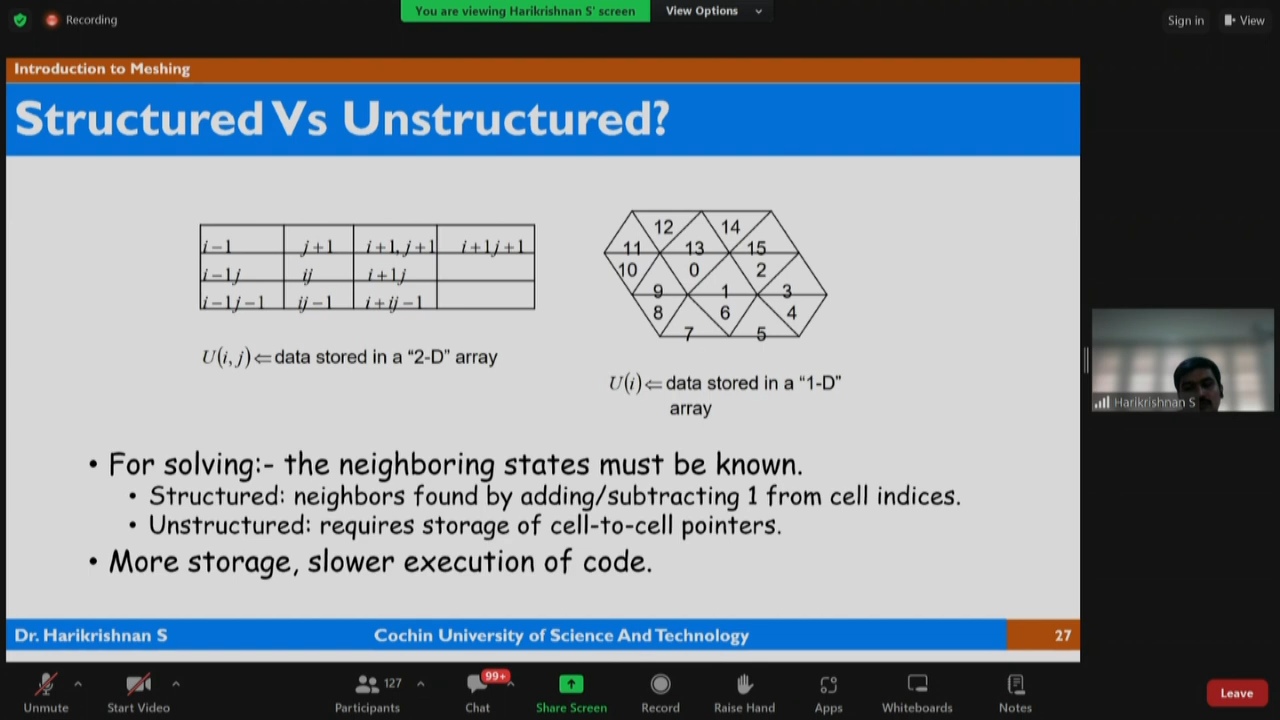 Recording
You are viewing Harikrishnan S' screen
View Options
Sign in
View
Introduction to Meshing
Structured Vs Unstructured?
i−1 j+1 i+1, j+1 i+1j+1
i−1j ij i+1j
i−1j−1 ij−1 i+ij−1
12 14
11 13 15
10 0 2
9 1 3
8 6 4
7 5
U(i, j)⇐data stored in a "2-D" array
U(i)⇐ data stored in a "1-D"
array
• For solving:- the neighboring states must be known.
• Structured: neighbors found by adding/subtracting 1 from cell indices.
• Unstructured: requires storage of cell-to-cell pointers.
• More storage, slower execution of code.
Harikrishnan S
Dr. Harikrishnan S
Cochin University of Science And Technology
27
Unmute
Start Video
127
Participants
99+
Chat
Share Screen
Record
Raise Hand
Apps
Whiteboards
Notes
Leave